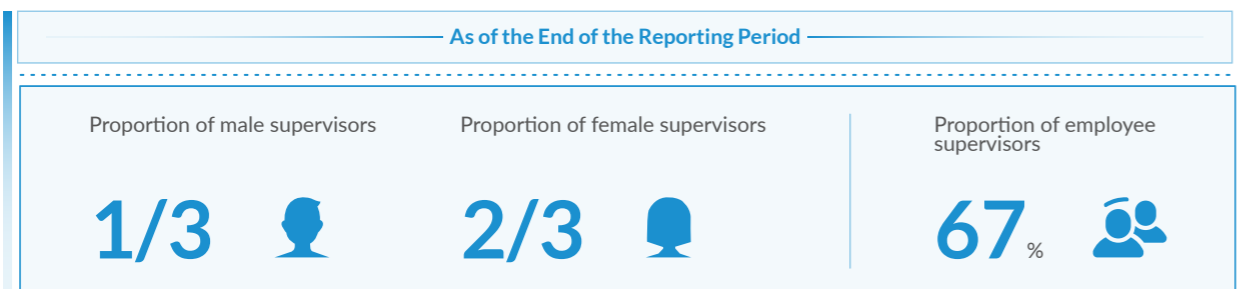 As of the End of the Reporting Period
Proportion of male supervisors
Proportion of female supervisors
Proportion of employee
supervisors
1/3
2/3
67%